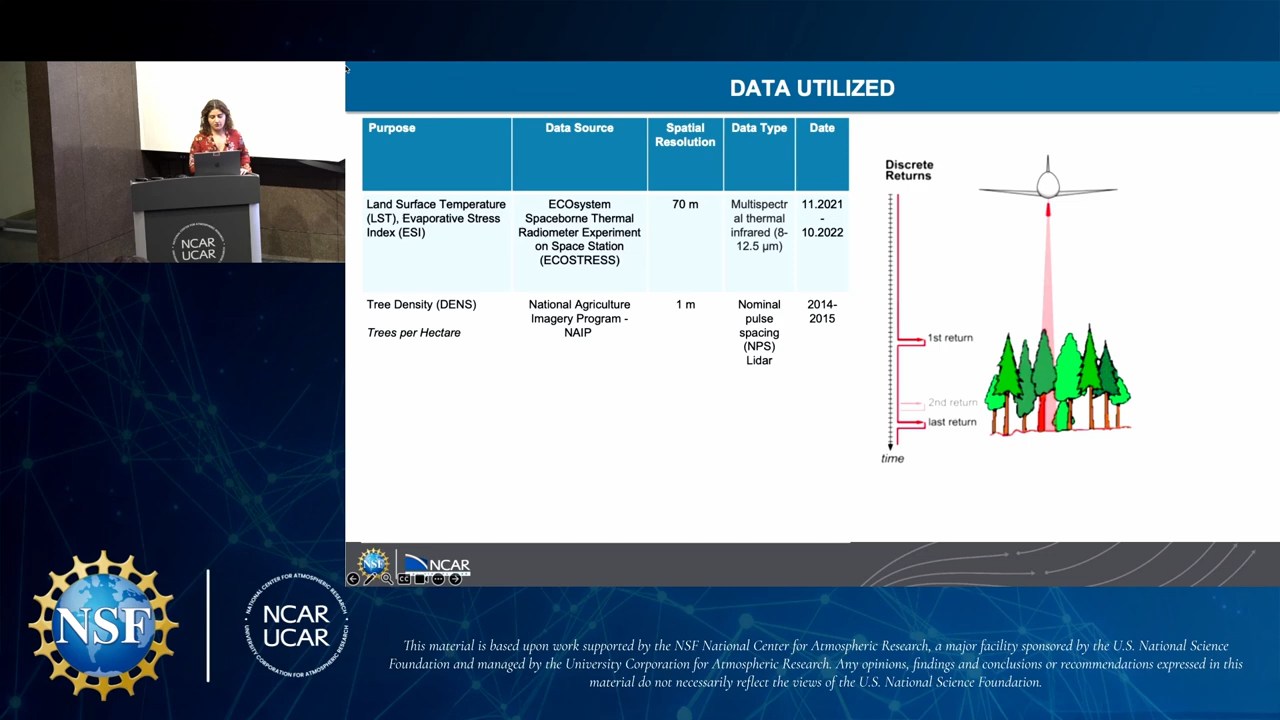 DATA UTILIZED
Purpose
Data Source
Spatial
Resolution
Data Type
Date
Land Surface Temperature
(LST), Evaporative Stress
Index (ESI)
ECOsystem
Spaceborne Thermal
Radiometer Experiment
on Space Station
(ECOSTRESS)
70 m
Multispectr
al thermal
infrared (8-
12.5 µm)
11.2021
-
10.2022
Tree Density (DENS)
Trees per Hectare
National Agriculture
Imagery Program -
NAIP
1 m
Nominal
pulse
spacing
(NPS)
Lidar
2014-
2015
Discrete
Returns
1st return
2nd return
last return
time
NCAR
UCAR
NSF
NCAR
CC
NSF
NATIONAL CENTER FOR ATMOSPHERIC RESEARCH
NCAR
UCAR
UNIVERSITY CORPORATION FOR ATMOSPHERIC RESEARCH
This material is based upon work supported by the NSF National Center for Atmospheric Research, a major facility sponsored by the U.S. National Science
Foundation and managed by the University Corporation for Atmospheric Research. Any opinions, findings and conclusions or recommendations expressed in this
material do not necessarily reflect the views of the U.S. National Science Foundation.